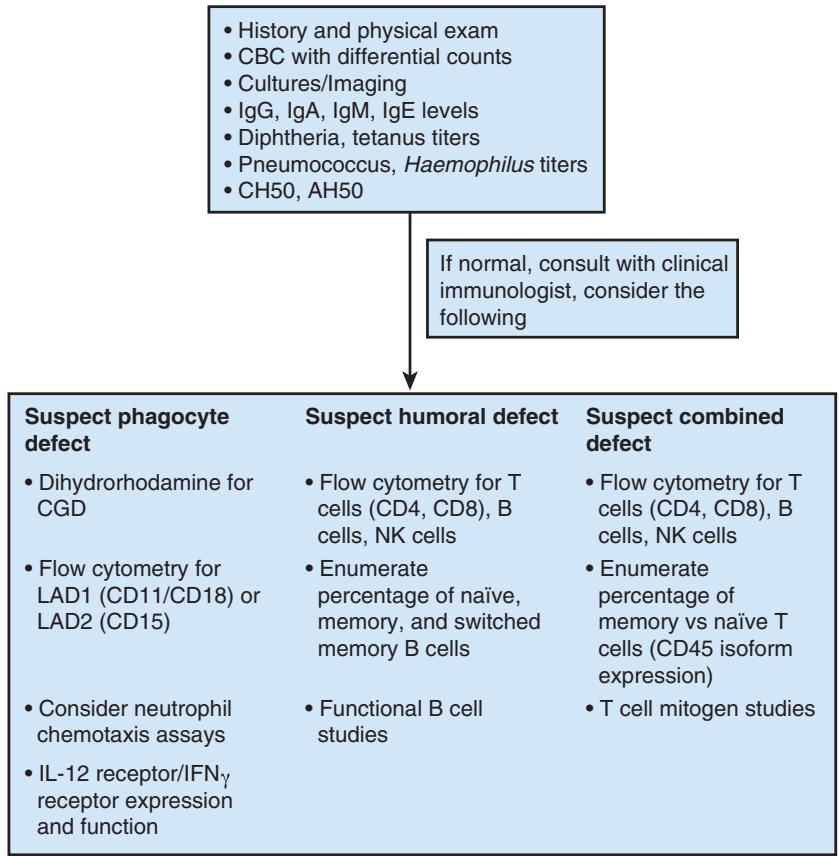 • History and physical exam
• CBC with differential counts
• Cultures/Imaging
• IgG, IgA, IgM, IgE levels
• Diphtheria, tetanus titers
• Pneumococcus, Haemophilus titers
• CH50, AH50
If normal, consult with clinical
immunologist, consider the
following
Suspect phagocyte
defect
• Dihydrorhodamine for
CGD
• Flow cytometry for
LAD1 (CD11/CD18) or
LAD2 (CD15)
• Consider neutrophil
chemotaxis assays
• IL-12 receptor/IFNγ
receptor expression
and function
Suspect humoral defect
• Flow cytometry for T
cells (CD4, CD8), B
cells, NK cells
• Enumerate
percentage of naïve,
memory, and switched
memory B cells
• Functional B cell
studies
Suspect combined
defect
• Flow cytometry for T
cells (CD4, CD8), B
cells, NK cells
• Enumerate
percentage of
memory vs naïve T
cells (CD45 isoform
expression)
• T cell mitogen studies